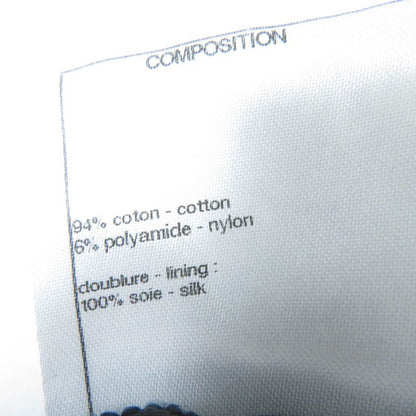 COMPOSITION
94% coton - cotton
6% polyamide - nylon
doublure - lining :
100% soie - silk